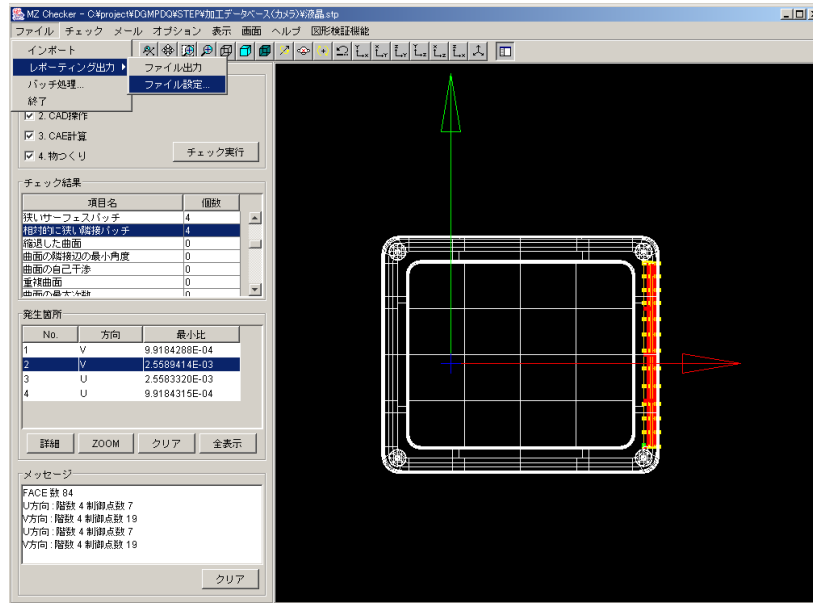 MZ Checker - C:¥project¥DGMPDQ¥STEP¥加工データベース(カメラ)¥液晶.stp
ファイル チェック メール オプション 表示 画面 ヘルプ 図形検証機能
インポート
レポーティング出力
ファイル出力
ファイル設定...
バッチ処理...
終了
2. CAD操作
3. CAE計算
4. 物つくり
チェック実行
チェック結果
項目名 個数
狭いサーフェスパッチ 4
相対的に狭い隣接パッチ 4
縮退した曲面 0
曲面の隣接辺の最小角度 0
曲面の自己干渉 0
重複曲面 0
曲面の最大次数 0
発生箇所
No. 方向 最小比
1 V 9.9184288E-04
2 V 2.5589414E-03
3 U 2.5583320E-03
4 U 9.9184315E-04
詳細 ZOOM クリア 全表示
メッセージ
FACE 数 84
U方向 : 階数 4 制御点数 7
V方向 : 階数 4 制御点数 19
U方向 : 階数 4 制御点数 7
V方向 : 階数 4 制御点数 19
クリア